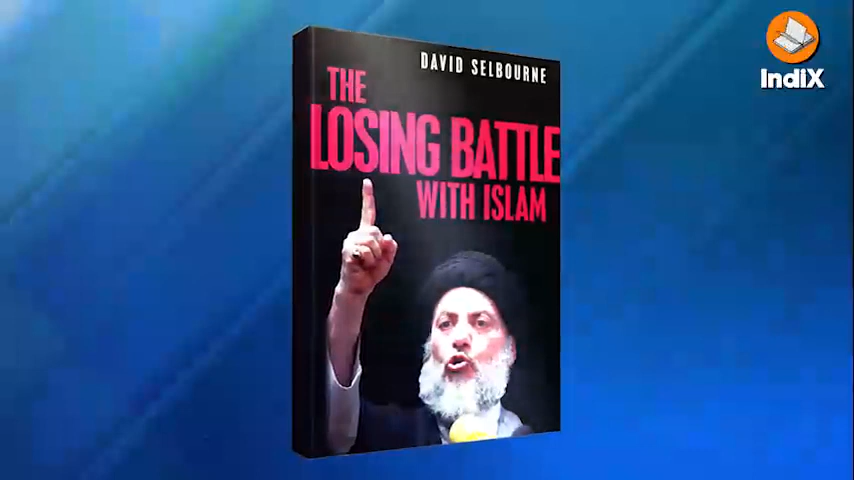 IndiX
DAVID SELBOURNE
THE
LOSING BATTLE
WITH ISLAM